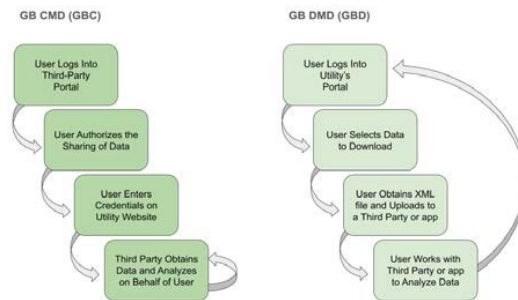 GB CMD (GBC)
User Logs Into
Third-Party
Portal
User Authorizes the
Sharing of Data
User Enters
Credentials on
Utility Website
Third Party Obtains
Data and Analyzes
on Behalf of User
GB DMD (GBD)
User Logs Into
Utility's
Portal
User Selects Data
to Download
User Obtains XML
file and Uploads to
a Third Party or app
User Works with
Third Party or app to
Analyze Data